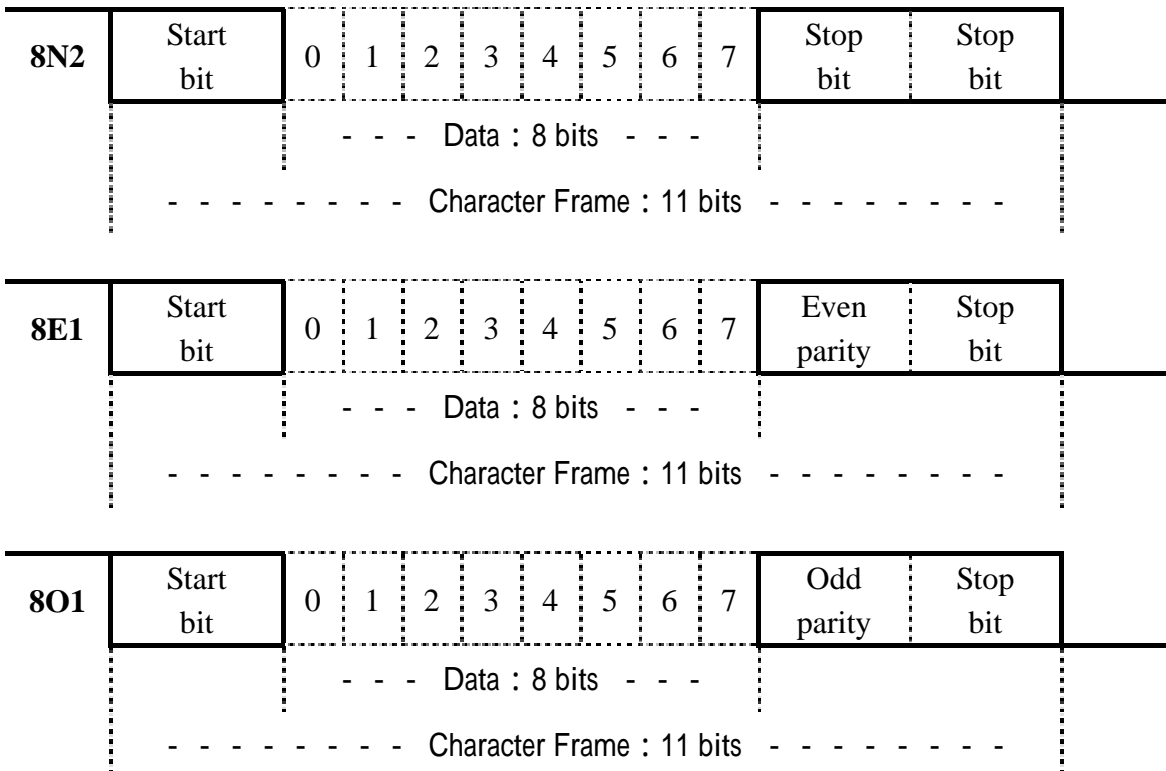 8N2 Start bit 0 1 2 3 4 5 6 7 Stop bit Stop bit
- - - Data : 8 bits - - -
- - - - - - - - Character Frame : 11 bits - - - - - - - -
8E1 Start bit 0 1 2 3 4 5 6 7 Even parity Stop bit
- - - Data : 8 bits - - -
- - - - - - - - Character Frame : 11 bits - - - - - - - -
8O1 Start bit 0 1 2 3 4 5 6 7 Odd parity Stop bit
- - - Data : 8 bits - - -
- - - - - - - - Character Frame : 11 bits - - - - - - - -